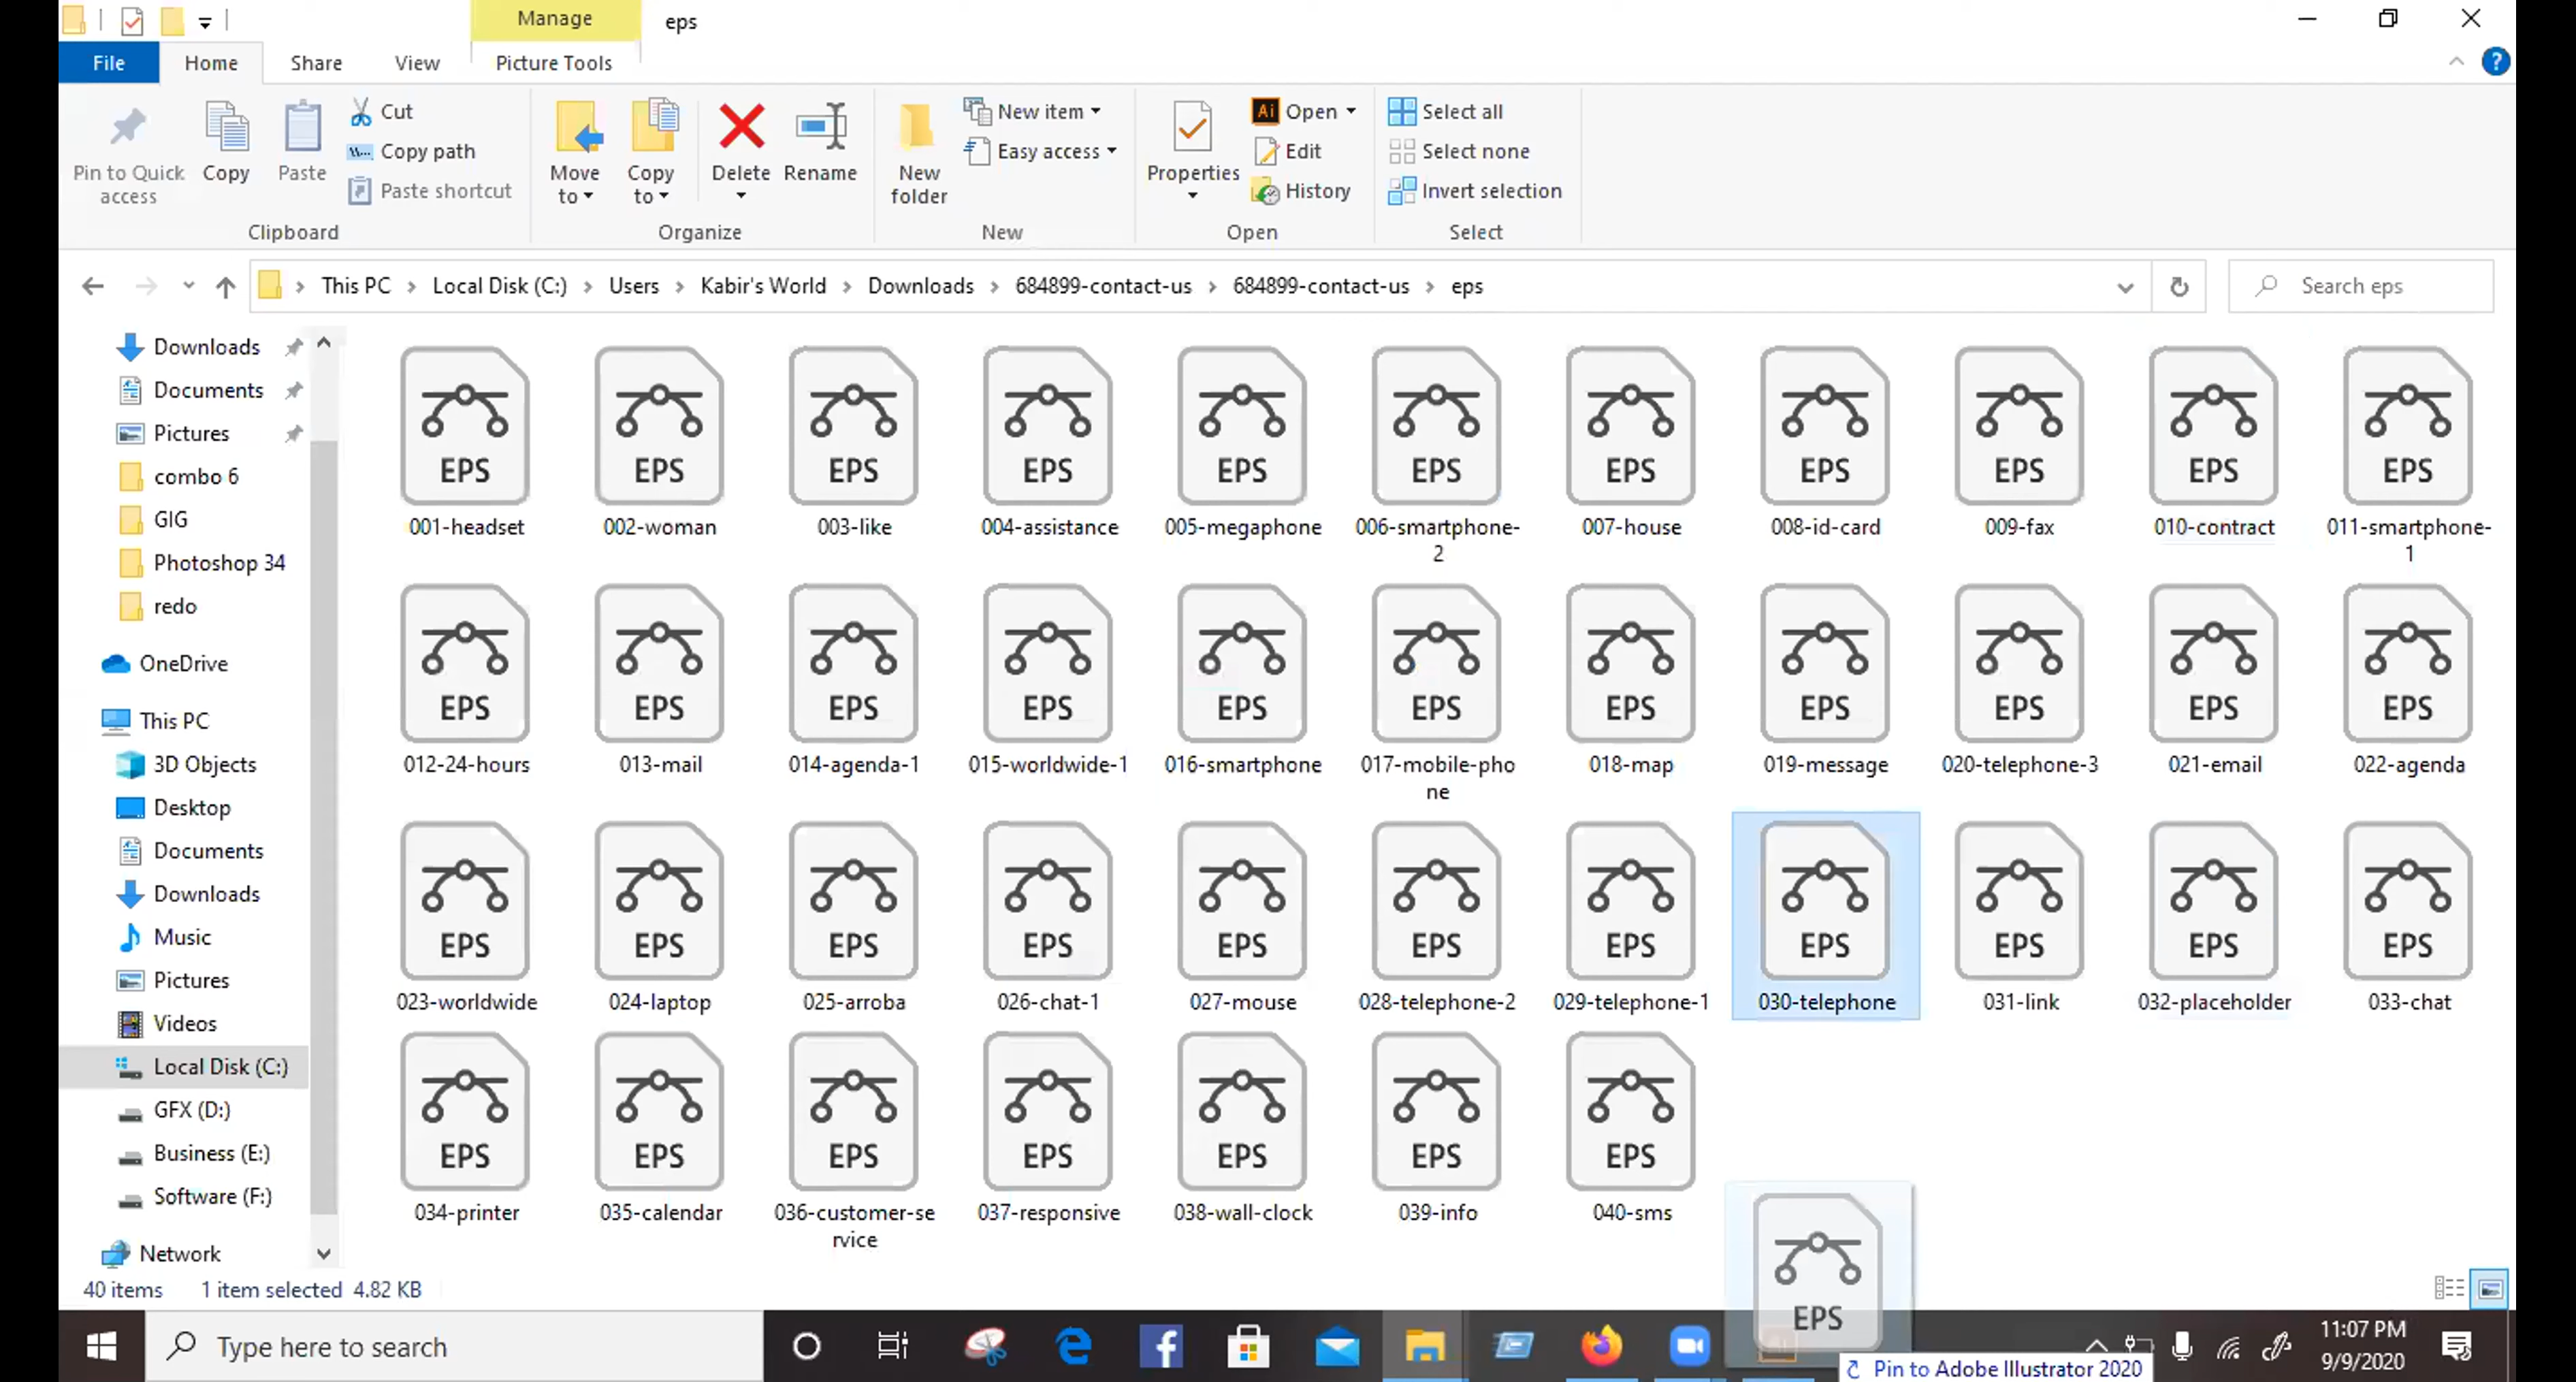 Manage
eps
File Home Share View Picture Tools
Pin to Quick access
Copy
Paste
Cut
Copy path
Paste shortcut
Clipboard
Move to
Copy to
Delete
Rename
Organize
New folder
New item
Easy access
New
Properties
Ai Open
Edit
History
Open
Select all
Select none
Invert selection
Select
This PC > Local Disk (C:) > Users > Kabir's World > Downloads > 684899-contact-us > 684899-contact-us > eps
Search eps
Downloads
Documents
Pictures
combo 6
GIG
Photoshop 34
redo
OneDrive
This PC
3D Objects
Desktop
Documents
Downloads
Music
Pictures
Videos
Local Disk (C:)
GFX (D:)
Business (E:)
Software (F:)
Network
EPS EPS EPS EPS EPS EPS EPS EPS EPS EPS EPS
001-headset 002-woman 003-like 004-assistance 005-megaphone 006-smartphone- 007-house 008-id-card 009-fax 010-contract 011-smartphone-
2 1
EPS EPS EPS EPS EPS EPS EPS EPS EPS EPS EPS
012-24-hours 013-mail 014-agenda-1 015-worldwide-1 016-smartphone 017-mobile-pho 018-map 019-message 020-telephone-3 021-email 022-agenda
ne
EPS EPS EPS EPS EPS EPS EPS EPS EPS EPS EPS
023-worldwide 024-laptop 025-arroba 026-chat-1 027-mouse 028-telephone-2 029-telephone-1 030-telephone 031-link 032-placeholder 033-chat
EPS EPS EPS EPS EPS EPS EPS
034-printer 035-calendar 036-customer-se 037-responsive 038-wall-clock 039-info 040-sms
rvice
EPS
40 items 1 item selected 4.82 KB
Type here to search
Pin to Adobe Illustrator 2020
11:07 PM
9/9/2020